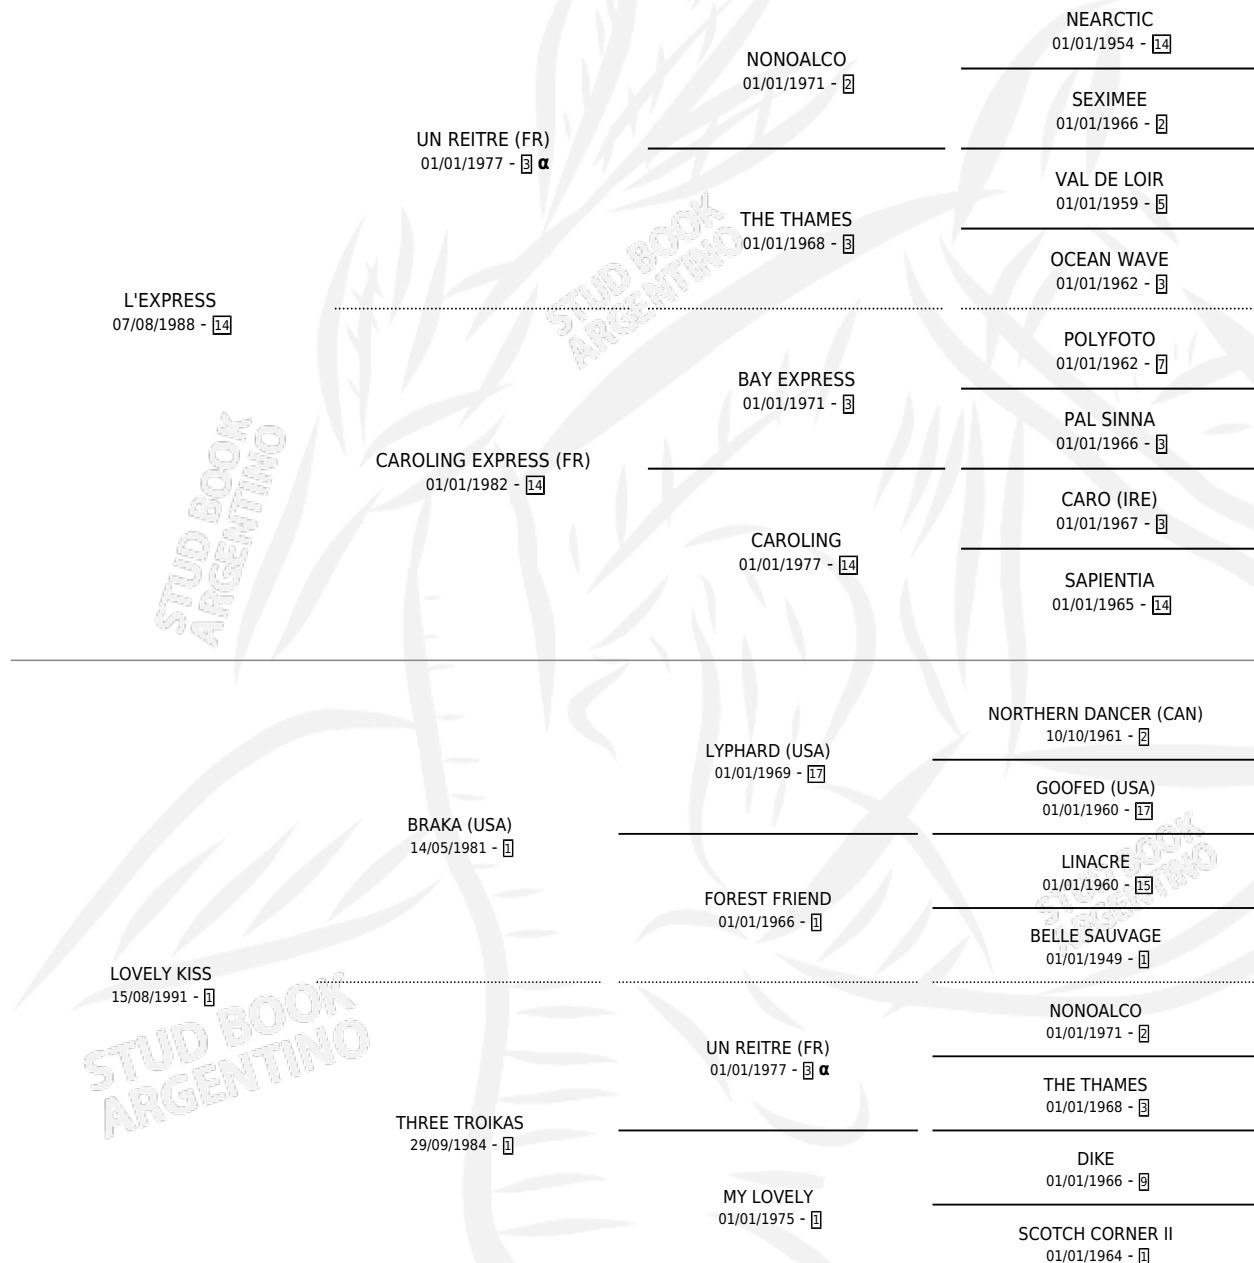 NEARCTIC
01/01/1954 - 14
NONOALCO
01/01/1971 - 2
SEXIMEE
01/01/1966 - 2
UN REITRE (FR)
01/01/1977 - 3 α
VAL DE LOIR
01/01/1959 - 5
THE THAMES
01/01/1968 - 3
OCEAN WAVE
01/01/1962 - 3
L'EXPRESS
07/08/1988 - 14
POLYFOTO
01/01/1962 - 7
BAY EXPRESS
01/01/1971 - 3
PAL SINNA
01/01/1966 - 3
CAROLING EXPRESS (FR)
01/01/1982 - 14
CARO (IRE)
01/01/1967 - 3
CAROLING
01/01/1977 - 14
SAPIENTIA
01/01/1965 - 14
NORTHERN DANCER (CAN)
10/10/1961 - 2
LYPHARD (USA)
01/01/1969 - 17
GOOFED (USA)
01/01/1960 - 17
BRAKA (USA)
14/05/1981 - 1
LINACRE
01/01/1960 - 15
FOREST FRIEND
01/01/1966 - 1
BELLE SAUVAGE
01/01/1949 - 1
LOVELY KISS
15/08/1991 - 1
NONOALCO
01/01/1971 - 2
UN REITRE (FR)
01/01/1977 - 3 α
THE THAMES
01/01/1968 - 3
THREE TROIKAS
29/09/1984 - 1
DIKE
01/01/1966 - 9
MY LOVELY
01/01/1975 - 1
SCOTCH CORNER II
01/01/1964 - 1
STUD BOOK
ARGENTINO
STUD BOOK
ARGENTINO
STUD BOOK
ARGENTINO
STUD BOOK
ARGENTINO